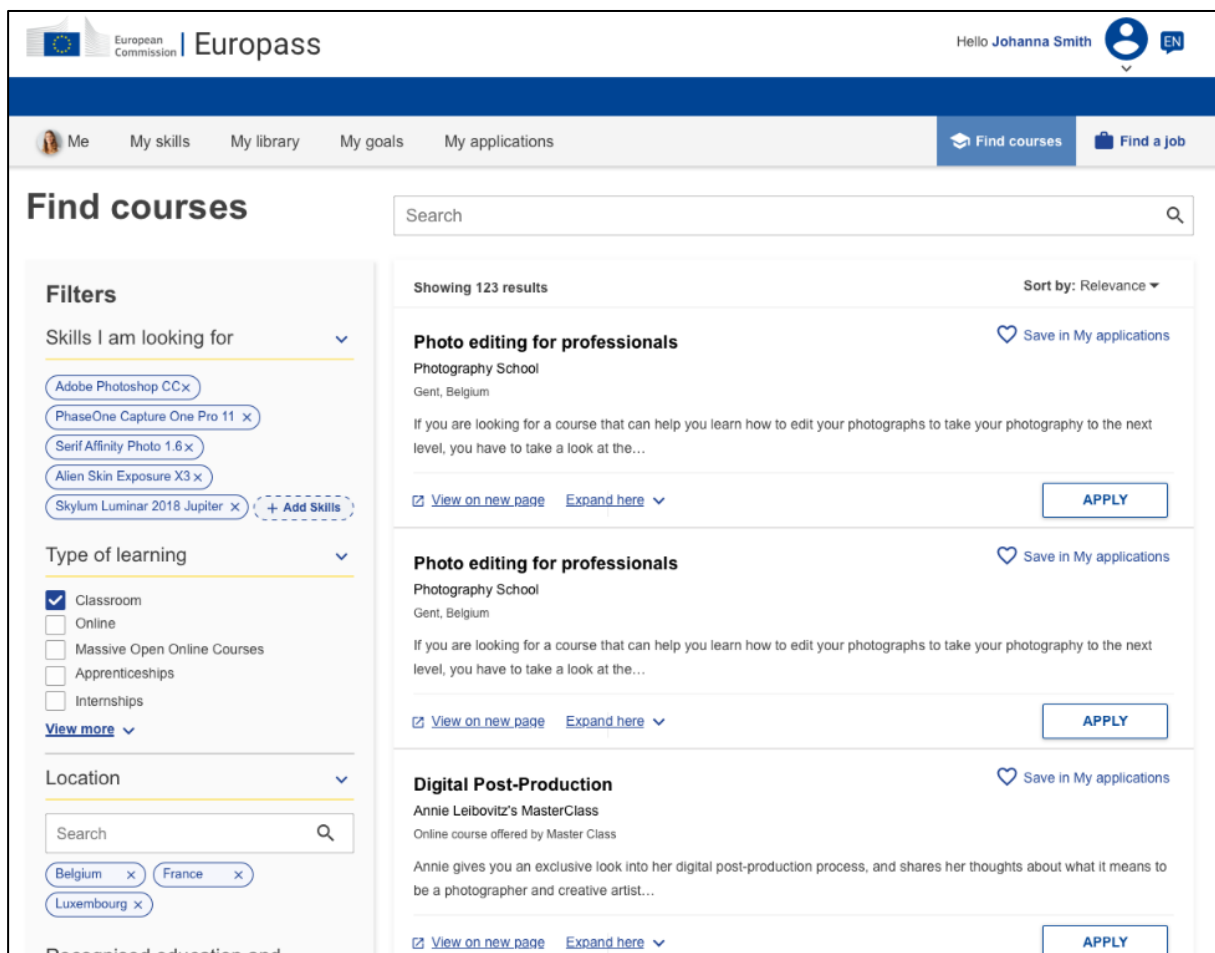 European
Commission
Europass
Hello Johanna Smith
EN
Me
My skills
My library
My goals
My applications
Find courses
Find a job
Find courses
Search
Filters
Skills I am looking for
Adobe Photoshop CC×
PhaseOne Capture One Pro 11 ×
Serif Affinity Photo 1.6×
Alien Skin Exposure X3×
Skylum Luminar 2018 Jupiter × + Add Skills
Type of learning
Classroom
Online
Massive Open Online Courses
Apprenticeships
Internships
View more
Location
Search
Belgium × France ×
Luxembourg ×
Recognised education and
Showing 123 results
Sort by: Relevance
Photo editing for professionals
Save in My applications
Photography School
Gent, Belgium
If you are looking for a course that can help you learn how to edit your photographs to take your photography to the next
level, you have to take a look at the...
View on new page Expand here
APPLY
Photo editing for professionals
Save in My applications
Photography School
Gent, Belgium
If you are looking for a course that can help you learn how to edit your photographs to take your photography to the next
level, you have to take a look at the...
View on new page Expand here
APPLY
Digital Post-Production
Save in My applications
Annie Leibovitz's MasterClass
Online course offered by Master Class
Annie gives you an exclusive look into her digital post-production process, and shares her thoughts about what it means to
be a photographer and creative artist...
View on new page Expand here
APPLY